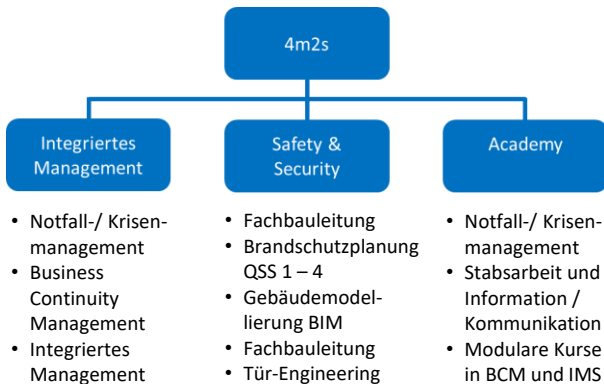 4m2s
Integriertes
Management
Safety &
Security
Academy
• Notfall-/ Krisen-
management
• Business
Continuity
Management
• Integriertes
Management
• Fachbauleitung
• Brandschutzplanung
QSS 1 – 4
• Gebäudemodel-
lierung BIM
• Fachbauleitung
• Tür-Engineering
• Notfall-/ Krisen-
management
• Stabsarbeit und
Information /
Kommunikation
• Modulare Kurse
in BCM und IMS